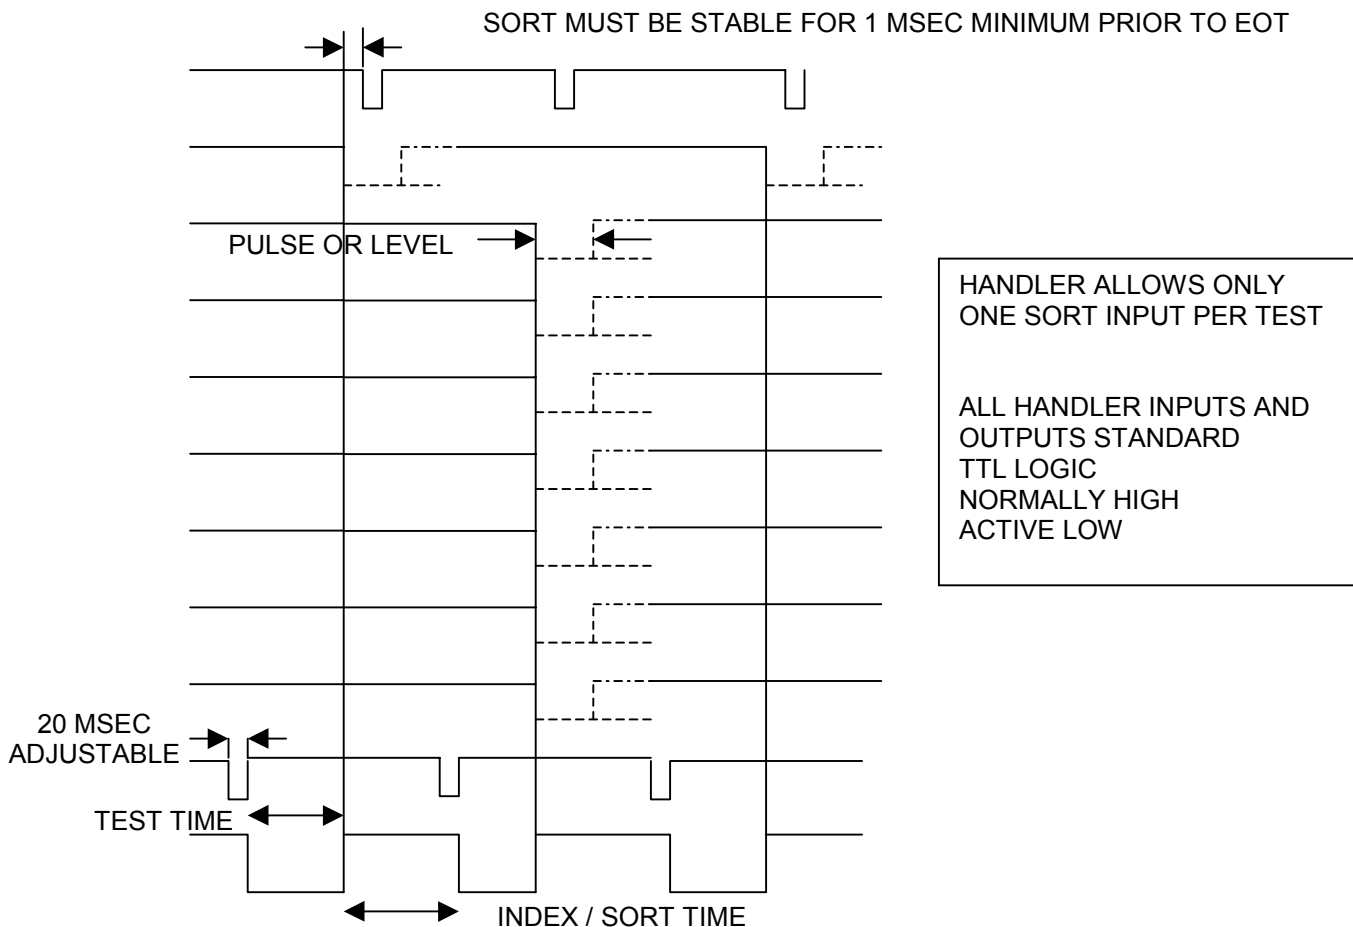 SORT MUST BE STABLE FOR 1 MSEC MINIMUM PRIOR TO EOT
PULSE OR LEVEL
HANDLER ALLOWS ONLY
ONE SORT INPUT PER TEST
ALL HANDLER INPUTS AND
OUTPUTS STANDARD
TTL LOGIC
NORMALLY HIGH
ACTIVE LOW
20 MSEC
ADJUSTABLE
TEST TIME
INDEX / SORT TIME